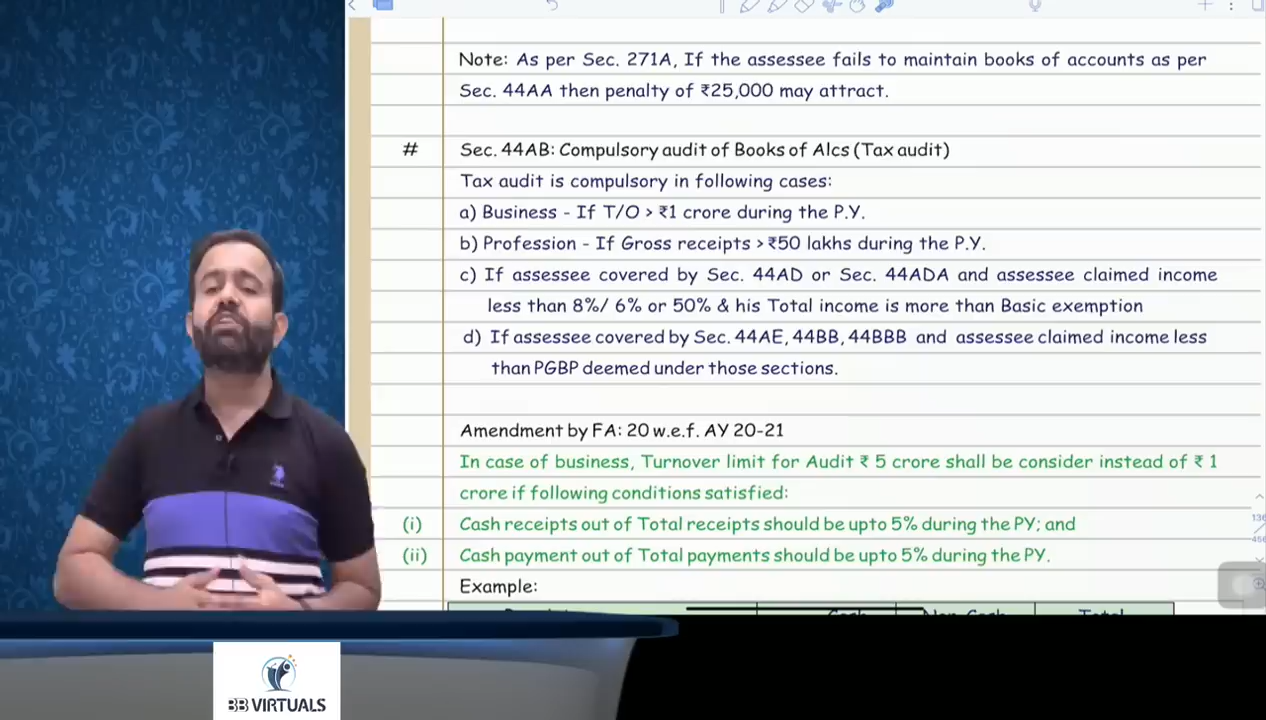 Note: As per Sec. 271A, If the assessee fails to maintain books of accounts as per
Sec. 44AA then penalty of ₹25,000 may attract.
# Sec. 44AB: Compulsory audit of Books of Alcs (Tax audit)
Tax audit is compulsory in following cases:
a) Business - If T/O > ₹1 crore during the P.Y.
b) Profession - If Gross receipts > ₹50 lakhs during the P.Y.
c) If assessee covered by Sec. 44AD or Sec. 44ADA and assessee claimed income
less than 8%/ 6% or 50% & his Total income is more than Basic exemption
d) If assessee covered by Sec. 44AE, 44BB, 44BBB and assessee claimed income less
than PGBP deemed under those sections.
Amendment by FA: 20 w.e.f. AY 20-21
In case of business, Turnover limit for Audit ₹ 5 crore shall be consider instead of ₹ 1
crore if following conditions satisfied:
(i) Cash receipts out of Total receipts should be upto 5% during the PY; and
(ii) Cash payment out of Total payments should be upto 5% during the PY.
Example:
Cash Non-Cash Total
136
456
BB VIRTUALS